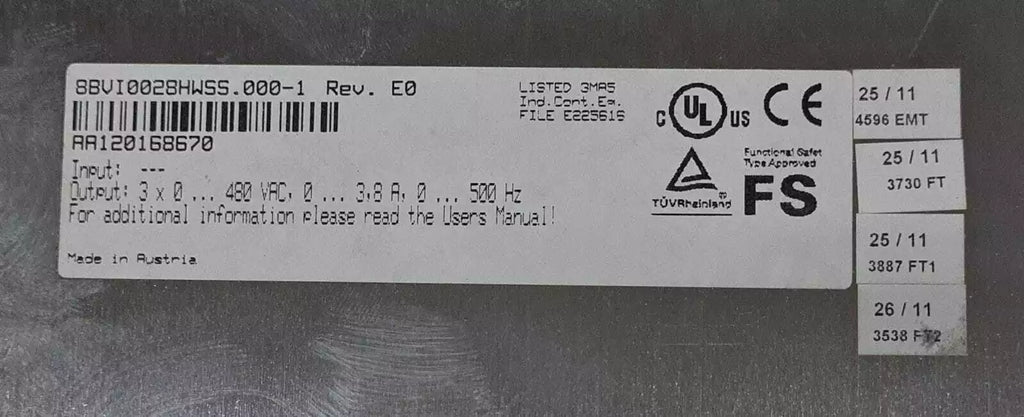 8BVI0028HWSS.000-1 Rev. E0
AA120168670
Input: ---
Output: 3 x 0 ... 480 VAC, 0 ... 3,8 A, 0 ... 500 Hz
For additional information please read the Users Manual!
Made in Austria
LISTED 3MA5
Ind.Cont.Eq.
FILE E225616
C UL US CE
TÜVRheinland
Functional Safet
Type Approved
FS
25 / 11
4596 EMT
25 / 11
3730 FT
25 / 11
3887 FT1
26 / 11
3538 FT2